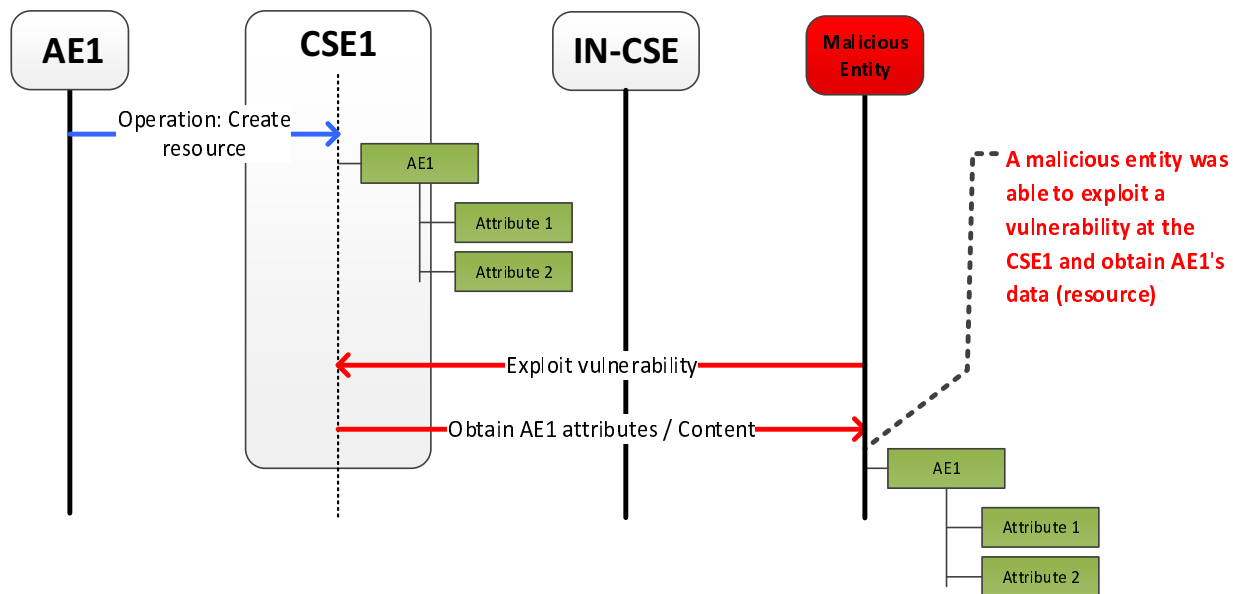 AE1
CSE1
IN-CSE
Malicious
Entity
Operation: Create
resource
AE1
Attribute 1
Attribute 2
A malicious entity was
able to exploit a
vulnerability at the
CSE1 and obtain AE1's
data (resource)
Exploit vulnerability
Obtain AE1 attributes / Content
AE1
Attribute 1
Attribute 2